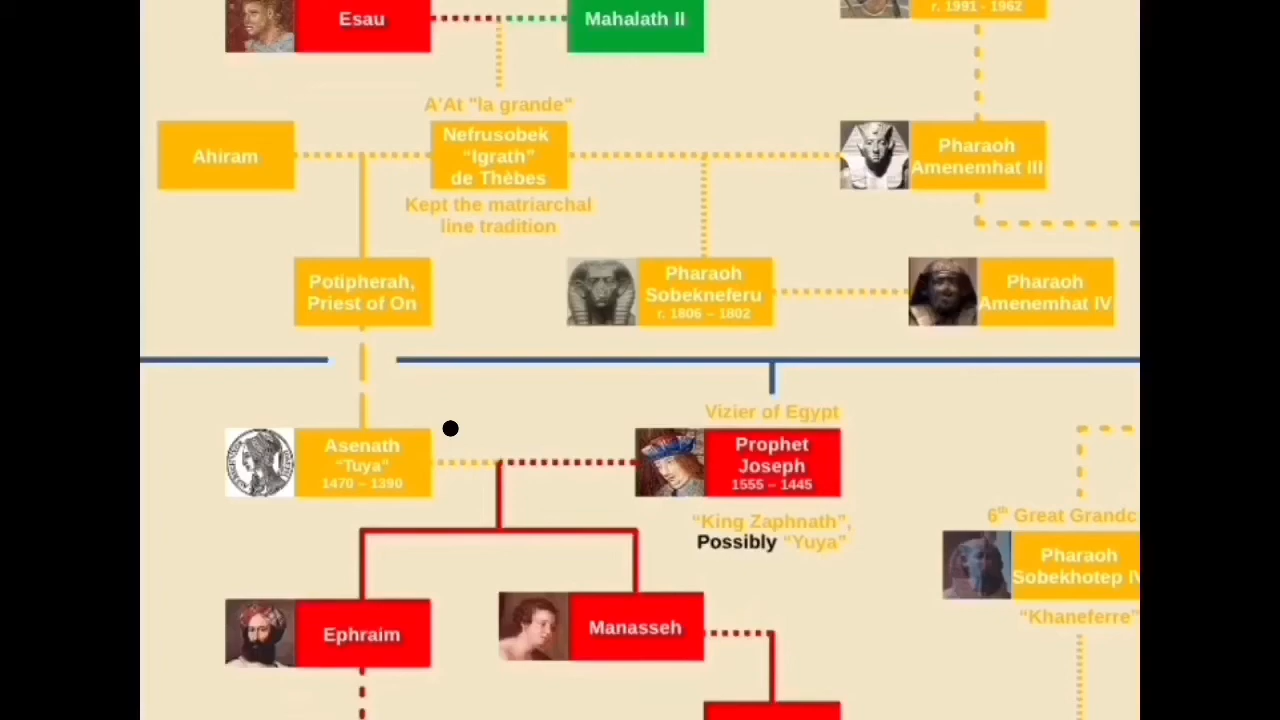 r. 1991 - 1962
Esau
Mahalath II
A'At "la grande"
Ahiram
Nefrusobek
“Igrath”
de Thèbes
Pharaoh
Amenemhat III
Kept the matriarchal
line tradition
Potipherah,
Priest of On
Pharaoh
Sobekneferu
r. 1806 – 1802
Pharaoh
Amenemhat IV
Vizier of Egypt
Asenath
“Tuya”
1470 – 1390
Prophet
Joseph
1555 – 1445
“King Zaphnath”,
Possibly “Yuya”
6th Great Grandc
Pharaoh
Sobekhotep IV
“Khaneferre”
Ephraim
Manasseh